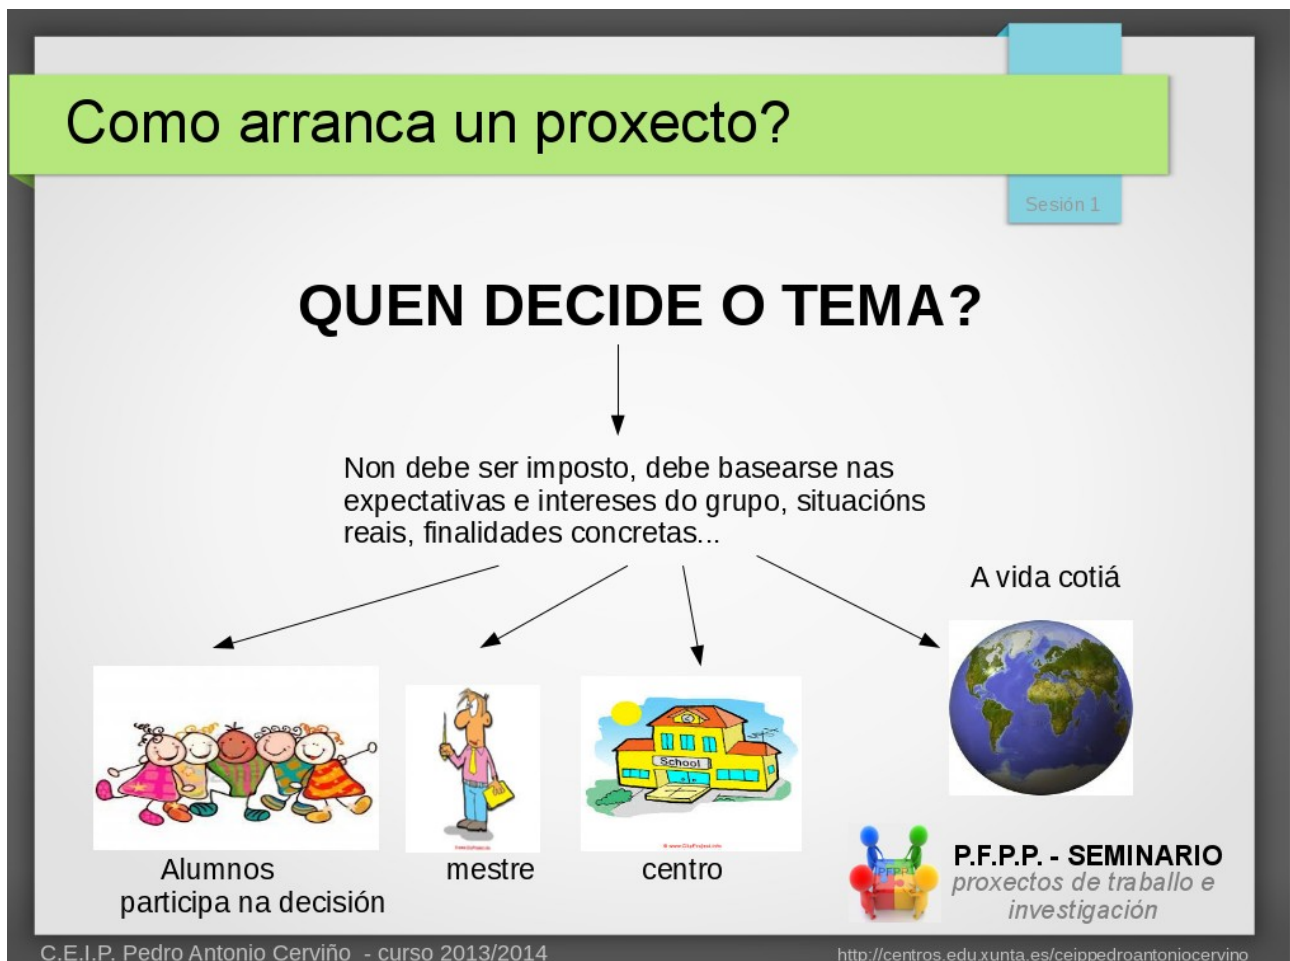 Como arranca un proxecto?
Sesión 1
QUEN DECIDE O TEMA?
Non debe ser imposto, debe basearse nas
expectativas e intereses do grupo, situacións
reais, finalidades concretas...
A vida cotiá
School
Alumnos
participa na decisión
mestre
centro
PFPP
P.F.P.P. - SEMINARIO
proxectos de traballo e
investigación
C.E.I.P. Pedro Antonio Cerviño - curso 2013/2014
http://centros.edu.xunta.es/ceippedroantoniocervino